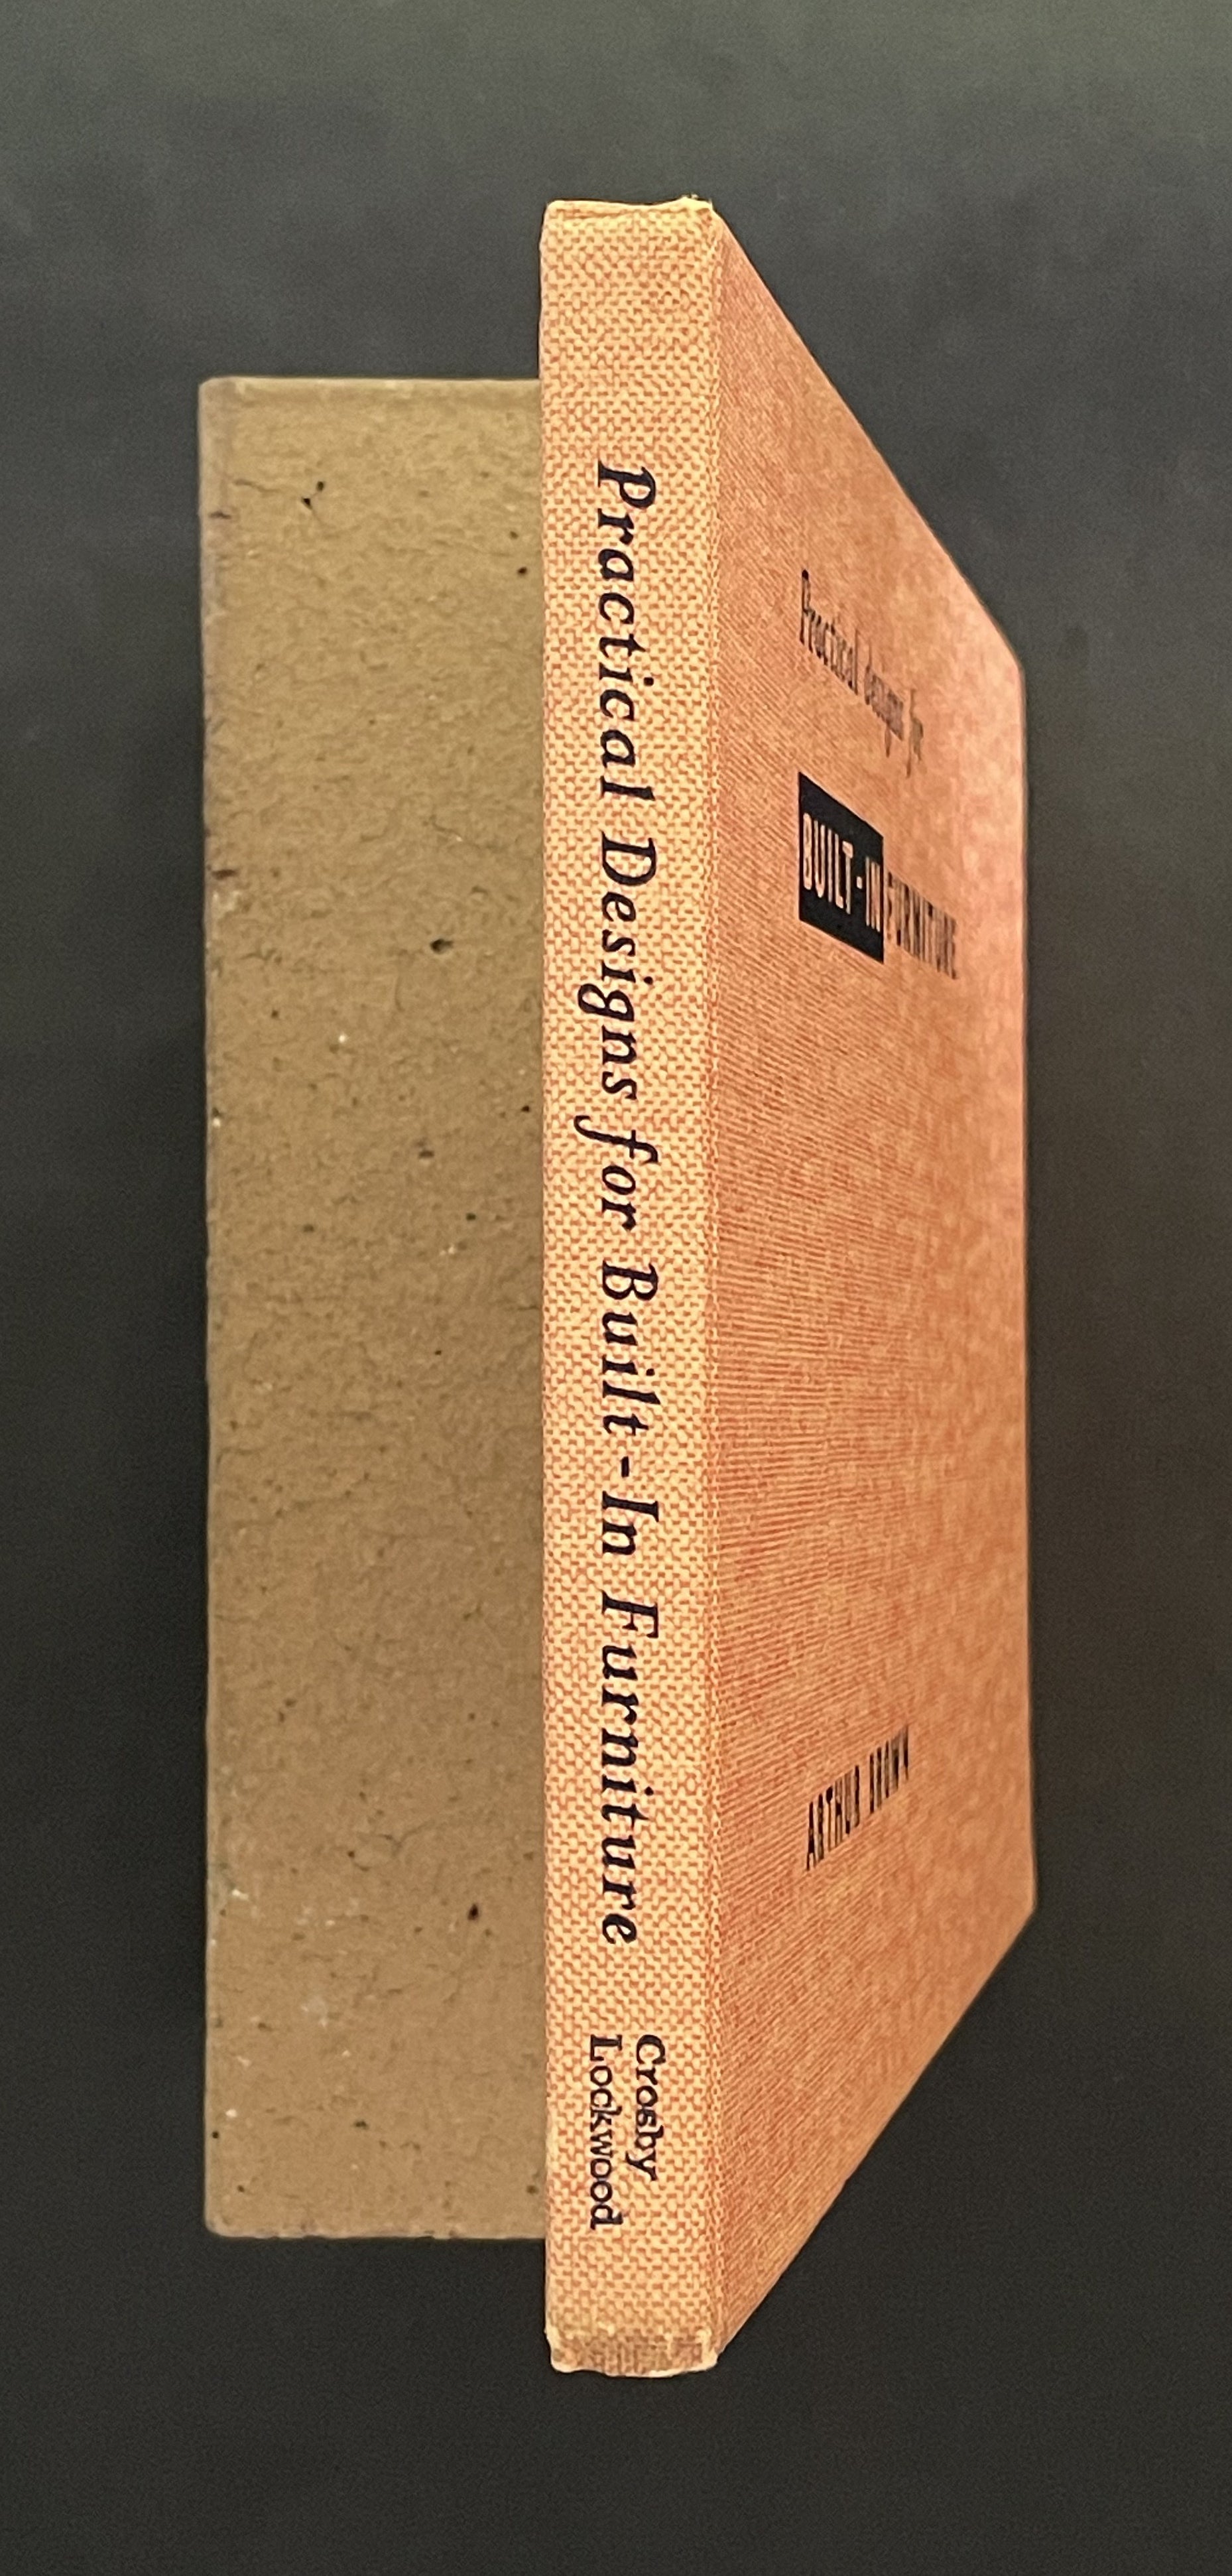 Practical Designs for Built-In Furniture
Crosby
Lockwood
Practical designs for
BUILT-IN FURNITURE
ARTHUR BROWN